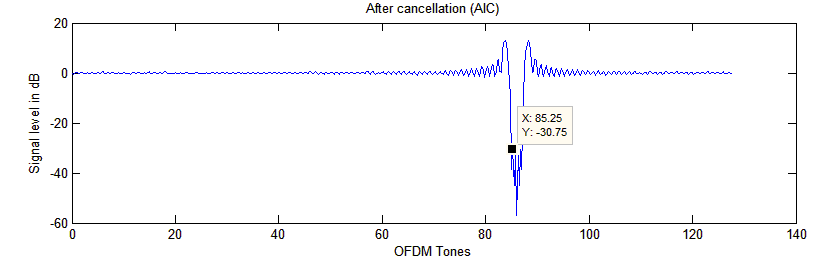 After cancellation (AIC)
20
0
-20
-40
-60
Signal level in dB
X: 85.25
Y: -30.75
0
20
40
60
80
100
120
140
OFDM Tones